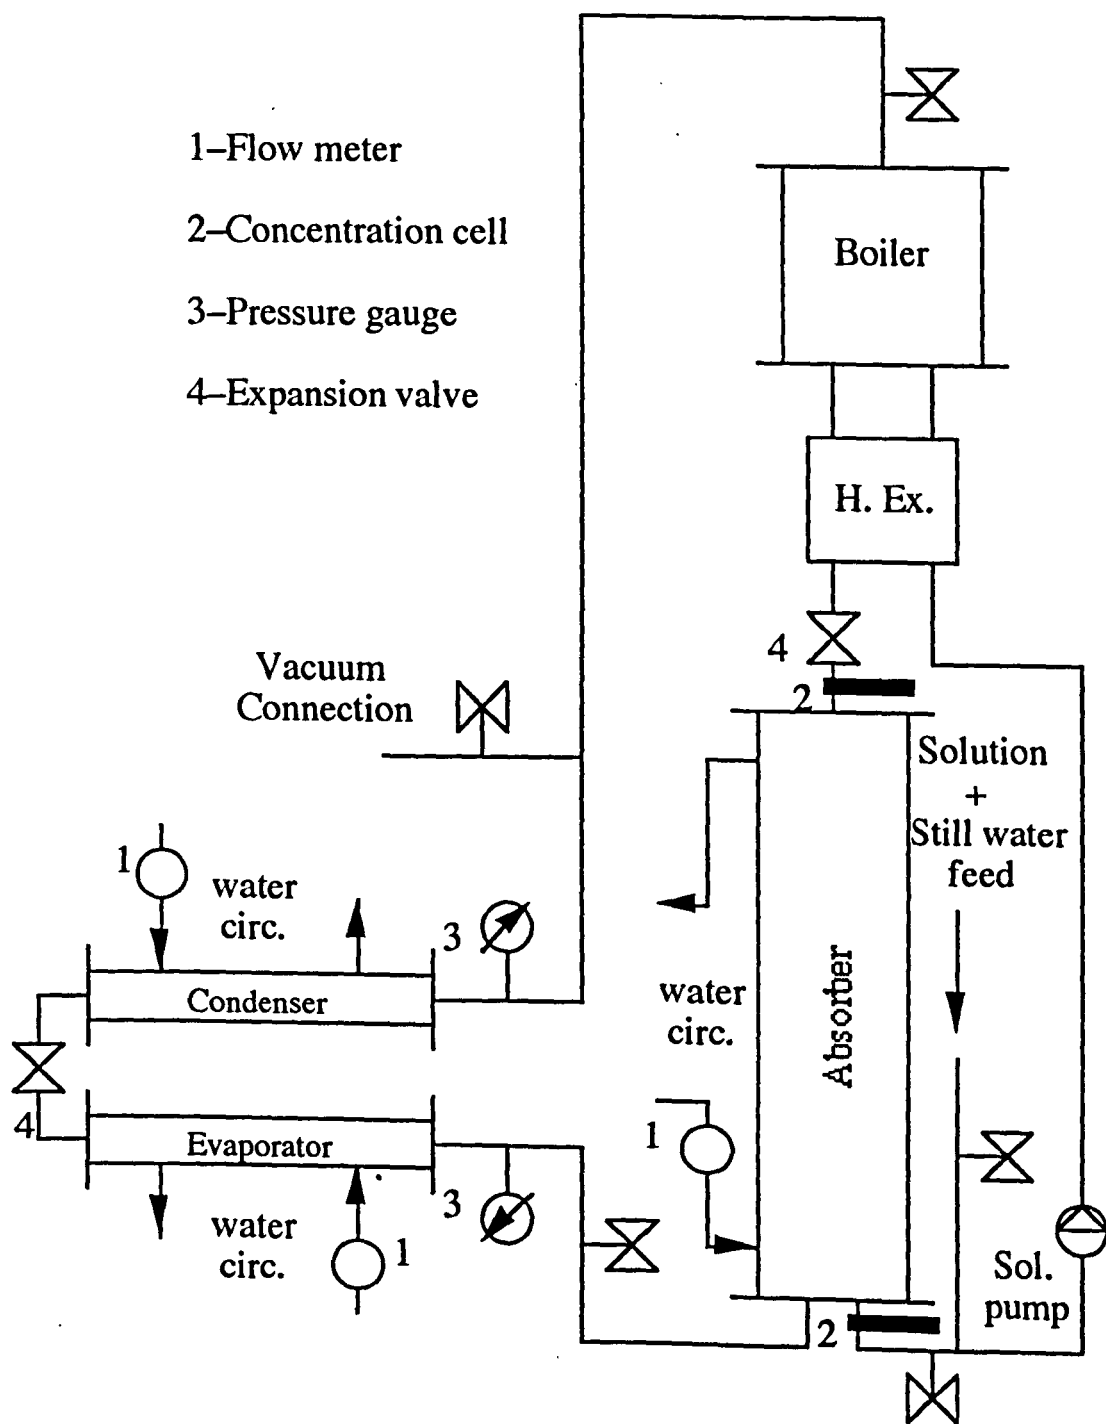 1–Flow meter
2–Concentration cell
3–Pressure gauge
4–Expansion valve
Boiler
H. Ex.
4
2
Vacuum
Connection
Solution
+
Still water
feed
1
water
circ.
3
Condenser
water
circ.
Absorber
4
Evaporator
1
3
water
circ.
1
Sol.
pump
2